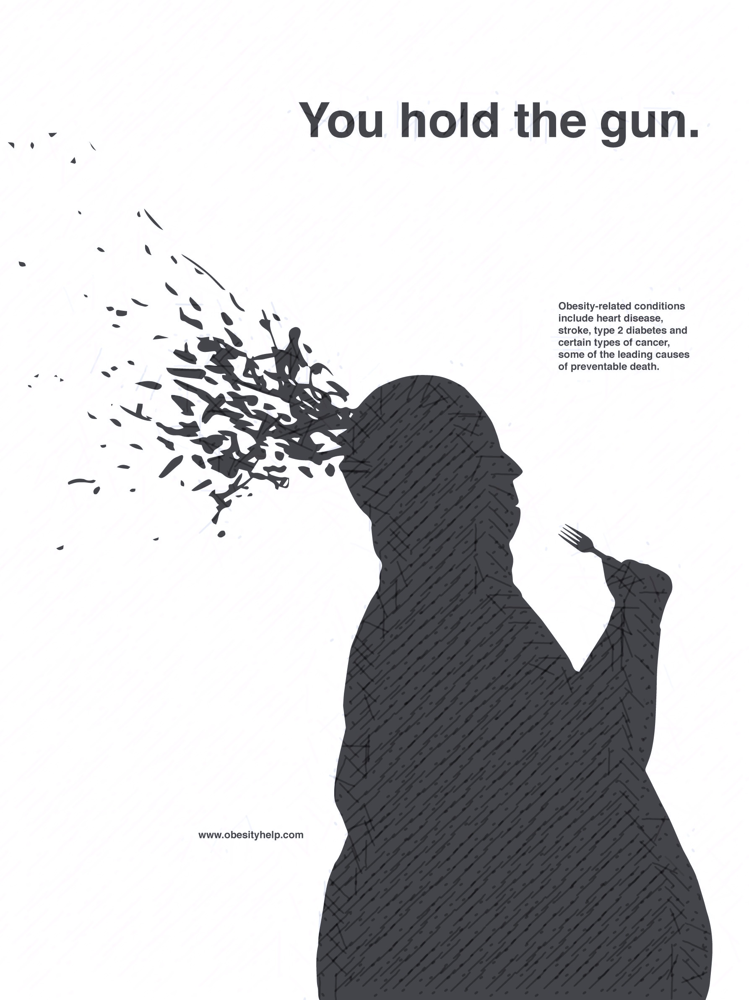 You hold the gun.
Obesity-related conditions
include heart disease,
stroke, type 2 diabetes and
certain types of cancer,
some of the leading causes
of preventable death.
www.obesityhelp.com